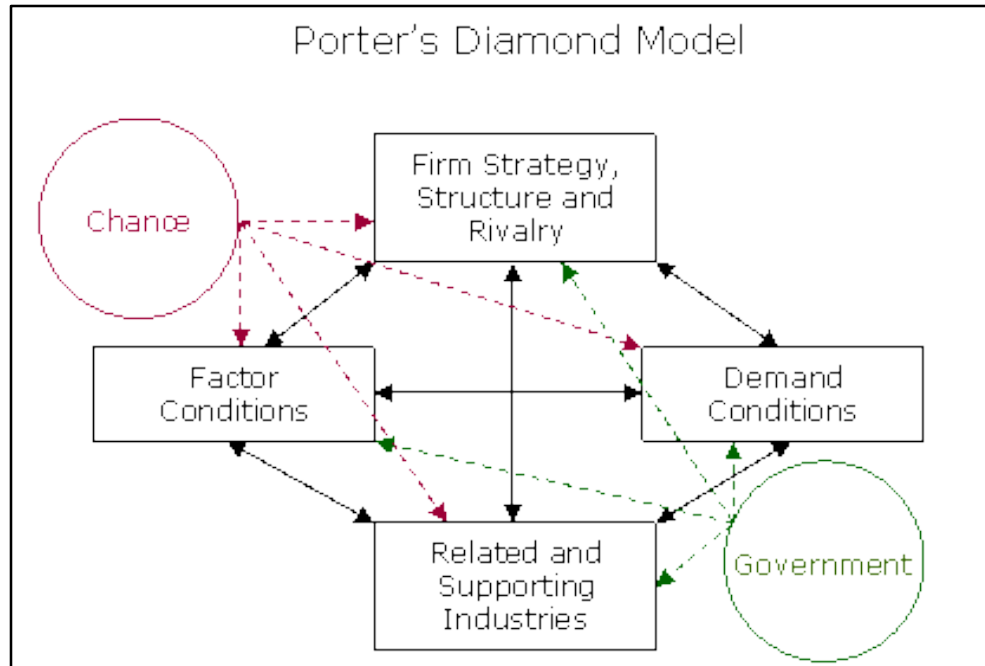 Porter's Diamond Model
Firm Strategy,
Structure and
Rivalry
Chance
Factor
Conditions
Demand
Conditions
Related and
Supporting
Industries
Government